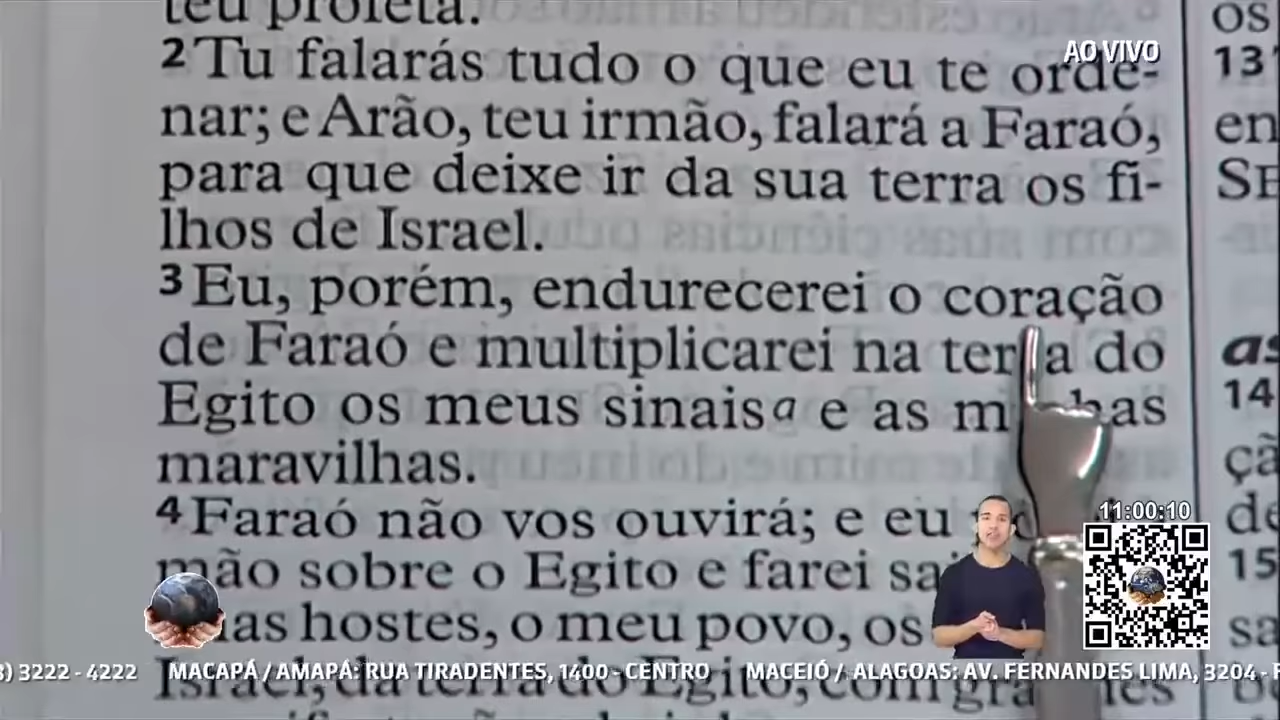 teu profeta.
2 Tu falarás tudo o que eu te orde-
nar; e Arão, teu irmão, falará a Faraó,
para que deixe ir da sua terra os fi-
lhos de Israel.
3 Eu, porém, endurecerei o coração
de Faraó e multiplicarei na terra do
Egito os meus sinais a e as minhas
maravilhas.
4 Faraó não vos ouvirá; e eu
mão sobre o Egito e farei
hostes, o meu povo, os
Israel, da terra do Egito, com
os
13
en
SE
as
14
çã
de
15
sa
AO VIVO
11:00:10
3222 - 4222 MACAPÁ / AMAPÁ: RUA TIRADENTES, 1400 - CENTRO MACEIÓ / ALAGOAS: AV. FERNANDES LIMA, 3204 -